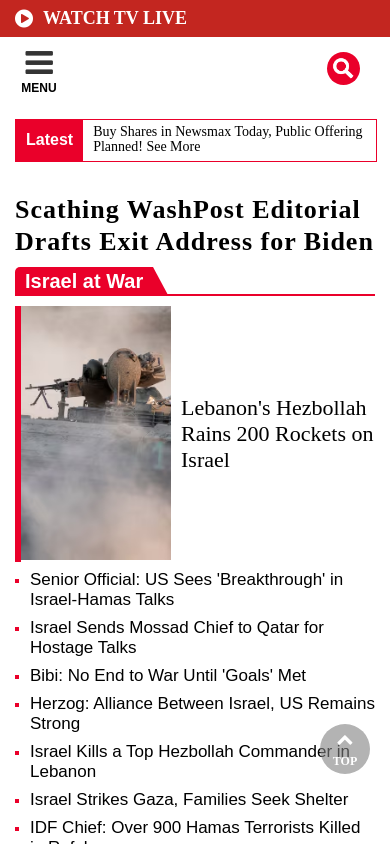 WATCH TV LIVE
MENU
Latest
Buy Shares in Newsmax Today, Public Offering
Planned! See More
Scathing WashPost Editorial
Drafts Exit Address for Biden
Israel at War
Lebanon's Hezbollah
Rains 200 Rockets on
Israel
Senior Official: US Sees 'Breakthrough' in
Israel-Hamas Talks
Israel Sends Mossad Chief to Qatar for
Hostage Talks
Bibi: No End to War Until 'Goals' Met
Herzog: Alliance Between Israel, US Remains
Strong
Israel Kills a Top Hezbollah Commander in
Lebanon
TOP
Israel Strikes Gaza, Families Seek Shelter
IDF Chief: Over 900 Hamas Terrorists Killed